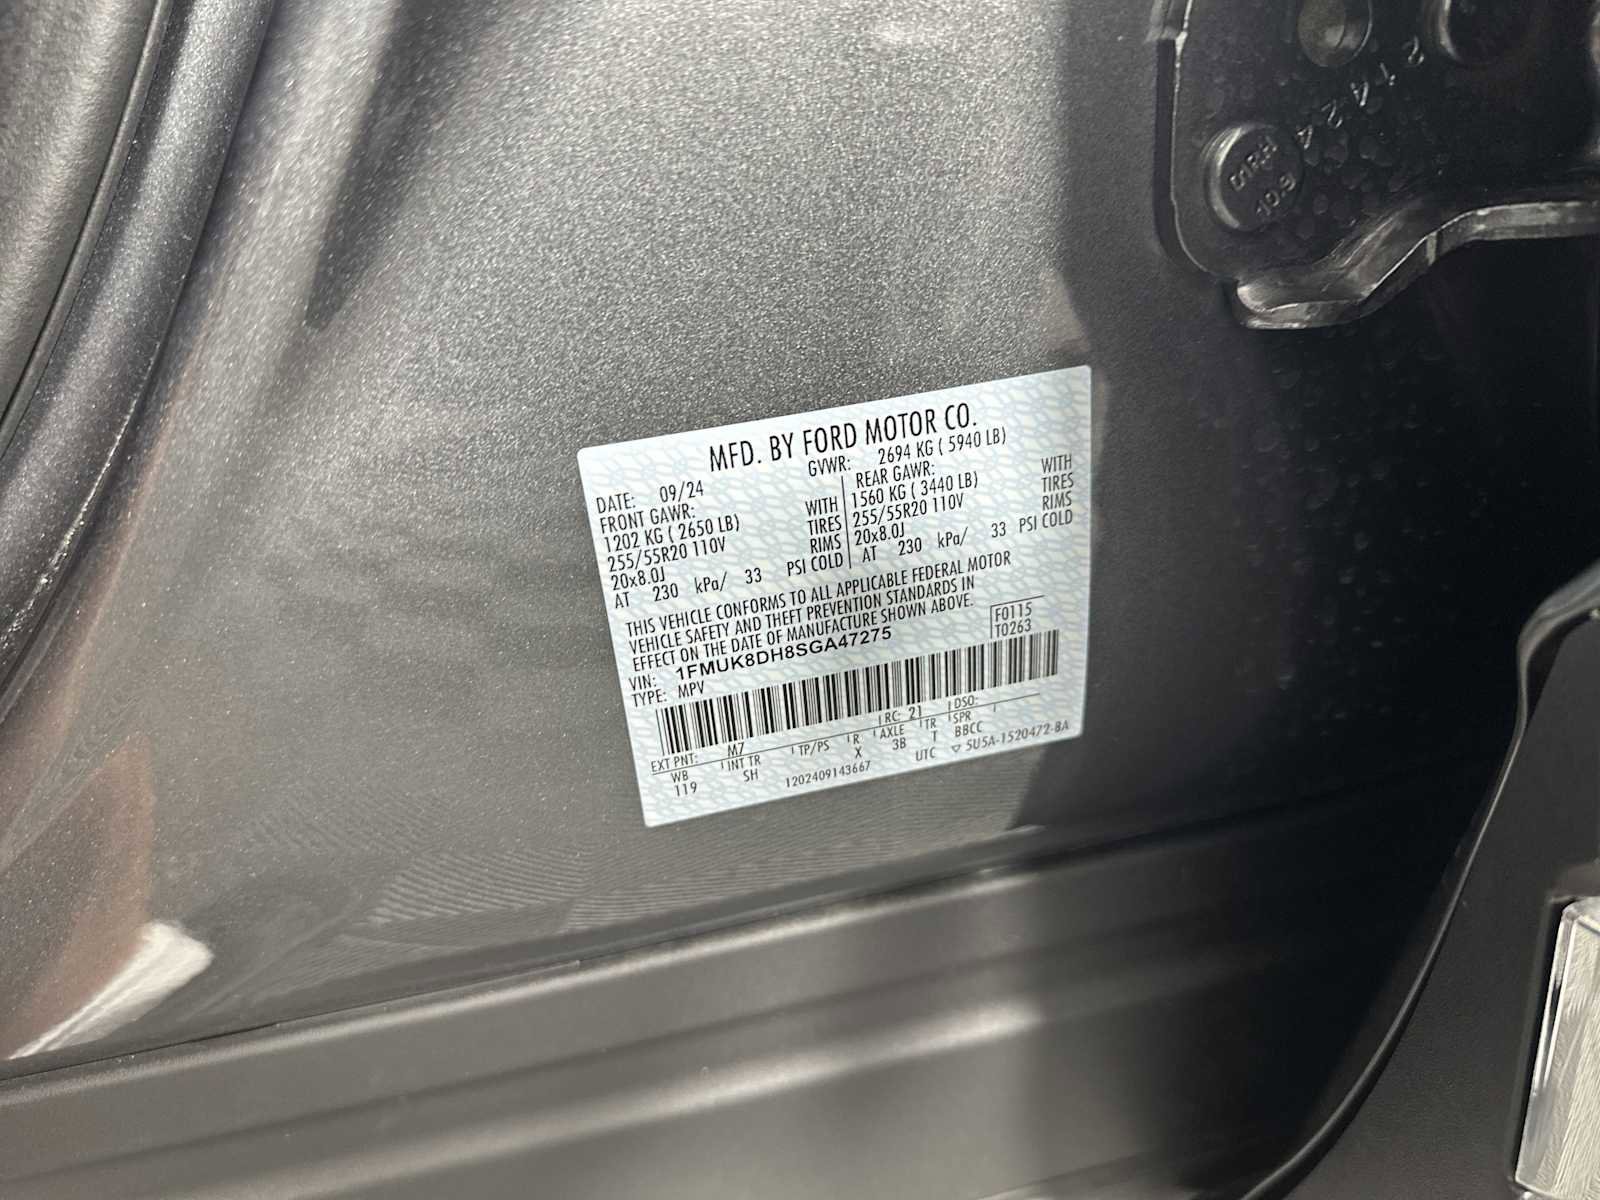 2 14-24
10-9
MFD. BY FORD MOTOR CO.
DATE: 09/24 GVWR: 2694 KG ( 5940 LB)
FRONT GAWR: WITH REAR GAWR: WITH
1202 KG ( 2650 LB) TIRES 1560 KG ( 3440 LB) TIRES
255/55R20 110V RIMS 255/55R20 110V RIMS
20x8.0J 20x8.0J
AT 230 kPa/ 33 PSI COLD AT 230 kPa/ 33 PSI COLD
THIS VEHICLE CONFORMS TO ALL APPLICABLE FEDERAL MOTOR
VEHICLE SAFETY AND THEFT PREVENTION STANDARDS IN
EFFECT ON THE DATE OF MANUFACTURE SHOWN ABOVE.
F0115
VIN: 1FMUK8DH8SGA47275 T0263
TYPE: MPV
EXT PNT: M7 RC: 21 DSO:
WB INT TR TP/PS R AXLE TR SPR
119 SH X 3B T BBCC
1202409143667 UTC ▽ 5U5A-1520472-BA